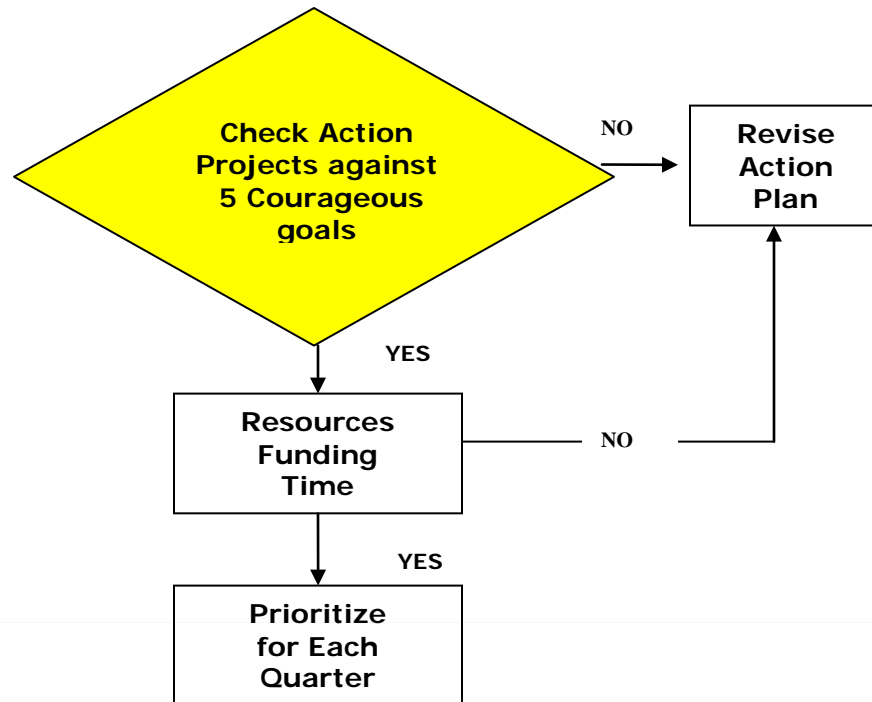 Check Action
Projects against
5 Courageous
goals
NO
Revise
Action
Plan
YES
Resources
Funding
Time
NO
YES
Prioritize
for Each
Quarter